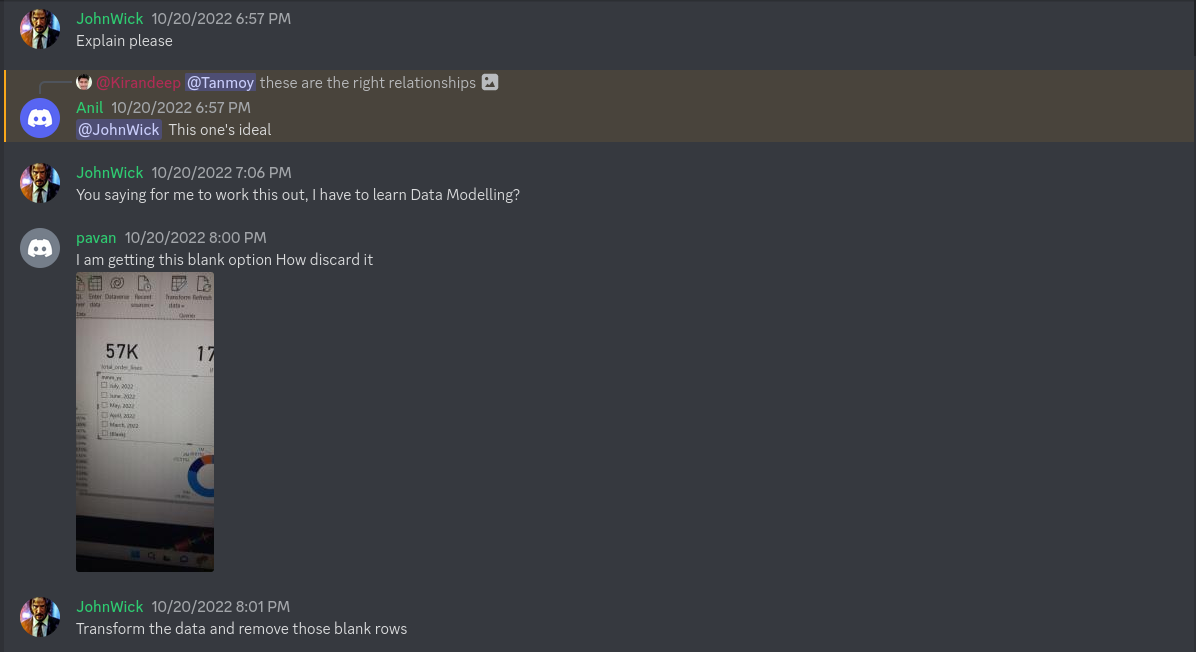 JohnWick 10/20/2022 6:57 PM
Explain please
@Kirandeep @Tanmoy these are the right relationships
Anil 10/20/2022 6:57 PM
@JohnWick This one's ideal
JohnWick 10/20/2022 7:06 PM
You saying for me to work this out, I have to learn Data Modelling?
pavan 10/20/2022 8:00 PM
I am getting this blank option How discard it
Enter Dataverse Recent Transform Refresh
data sources data
57K 17
total_order_lines
mmm_yy
July, 2022
June, 2022
May, 2022
April, 2022
March, 2022
(Blank)
JohnWick 10/20/2022 8:01 PM
Transform the data and remove those blank rows